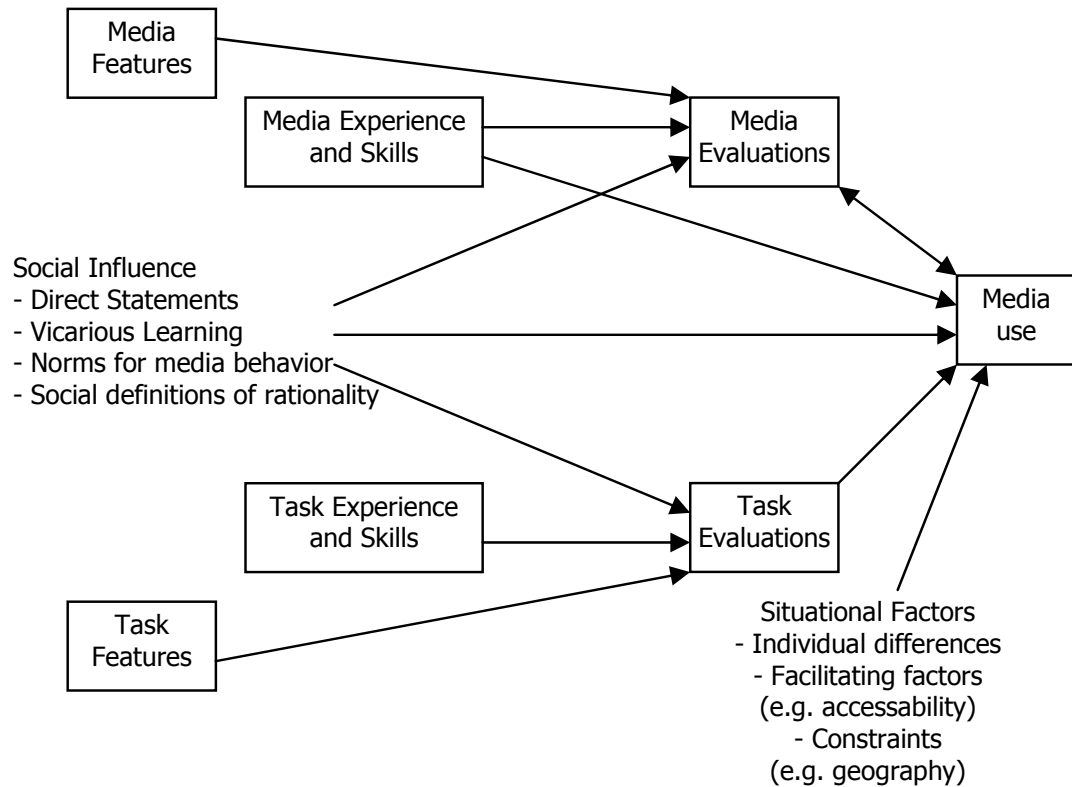 Media
Features
Media Experience
and Skills
Media
Evaluations
Social Influence
- Direct Statements
- Vicarious Learning
- Norms for media behavior
- Social definitions of rationality
Media
use
Task Experience
and Skills
Task
Evaluations
Task
Features
Situational Factors
- Individual differences
- Facilitating factors
(e.g. accessability)
- Constraints
(e.g. geography)